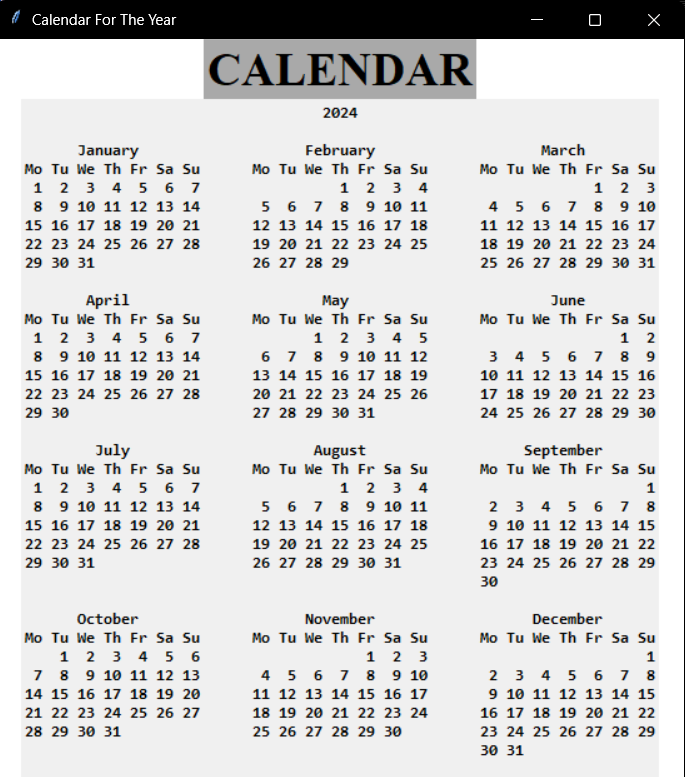 Calendar For The Year
CALENDAR
2024
January February March
Mo Tu We Th Fr Sa Su Mo Tu We Th Fr Sa Su Mo Tu We Th Fr Sa Su
1 2 3 4 5 6 7 1 2 3 4 1 2 3
8 9 10 11 12 13 14 5 6 7 8 9 10 11 4 5 6 7 8 9 10
15 16 17 18 19 20 21 12 13 14 15 16 17 18 11 12 13 14 15 16 17
22 23 24 25 26 27 28 19 20 21 22 23 24 25 18 19 20 21 22 23 24
29 30 31 26 27 28 29 25 26 27 28 29 30 31
April May June
Mo Tu We Th Fr Sa Su Mo Tu We Th Fr Sa Su Mo Tu We Th Fr Sa Su
1 2 3 4 5 6 7 1 2 3 4 5 1 2
8 9 10 11 12 13 14 6 7 8 9 10 11 12 3 4 5 6 7 8 9
15 16 17 18 19 20 21 13 14 15 16 17 18 19 10 11 12 13 14 15 16
22 23 24 25 26 27 28 20 21 22 23 24 25 26 17 18 19 20 21 22 23
29 30 27 28 29 30 31 24 25 26 27 28 29 30
July August September
Mo Tu We Th Fr Sa Su Mo Tu We Th Fr Sa Su Mo Tu We Th Fr Sa Su
1 2 3 4 5 6 7 1 2 3 4 1
8 9 10 11 12 13 14 5 6 7 8 9 10 11 2 3 4 5 6 7 8
15 16 17 18 19 20 21 12 13 14 15 16 17 18 9 10 11 12 13 14 15
22 23 24 25 26 27 28 19 20 21 22 23 24 25 16 17 18 19 20 21 22
29 30 31 26 27 28 29 30 31 23 24 25 26 27 28 29
30
October November December
Mo Tu We Th Fr Sa Su Mo Tu We Th Fr Sa Su Mo Tu We Th Fr Sa Su
1 2 3 4 5 6 1 2 3 1
7 8 9 10 11 12 13 4 5 6 7 8 9 10 2 3 4 5 6 7 8
14 15 16 17 18 19 20 11 12 13 14 15 16 17 9 10 11 12 13 14 15
21 22 23 24 25 26 27 18 19 20 21 22 23 24 16 17 18 19 20 21 22
28 29 30 31 25 26 27 28 29 30 23 24 25 26 27 28 29
30 31